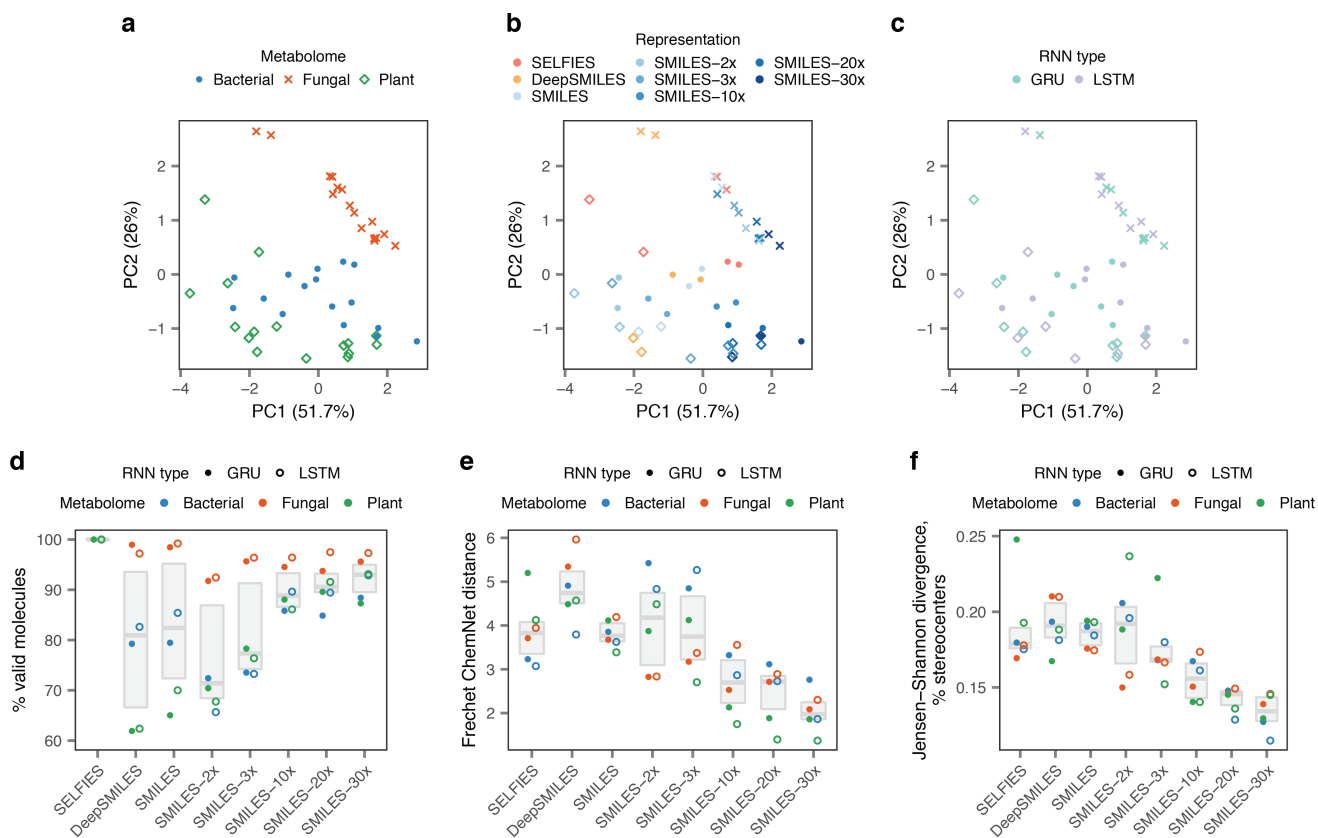 a
Metabolome
Bacterial Fungal Plant
PC2 (26%)
2
1
0
−1
−4 −2 0 2
PC1 (51.7%)
b
Representation
SELFIES SMILES−2x SMILES−20x
DeepSMILES SMILES−3x SMILES−30x
SMILES SMILES−10x
PC2 (26%)
2
1
0
−1
−4 −2 0 2
PC1 (51.7%)
c
RNN type
GRU LSTM
PC2 (26%)
2
1
0
−1
−4 −2 0 2
PC1 (51.7%)
d
RNN type GRU LSTM
Metabolome Bacterial Fungal Plant
% valid molecules
100
90
80
70
60
SELFIES
DeepSMILES
SMILES
SMILES−2x
SMILES−3x
SMILES−10x
SMILES−20x
SMILES−30x
e
RNN type GRU LSTM
Metabolome Bacterial Fungal Plant
Frechet ChemNet distance
6
5
4
3
2
SELFIES
DeepSMILES
SMILES
SMILES−2x
SMILES−3x
SMILES−10x
SMILES−20x
SMILES−30x
f
RNN type GRU LSTM
Metabolome Bacterial Fungal Plant
Jensen−Shannon divergence,
% stereocenters
0.25
0.20
0.15
SELFIES
DeepSMILES
SMILES
SMILES−2x
SMILES−3x
SMILES−10x
SMILES−20x
SMILES−30x